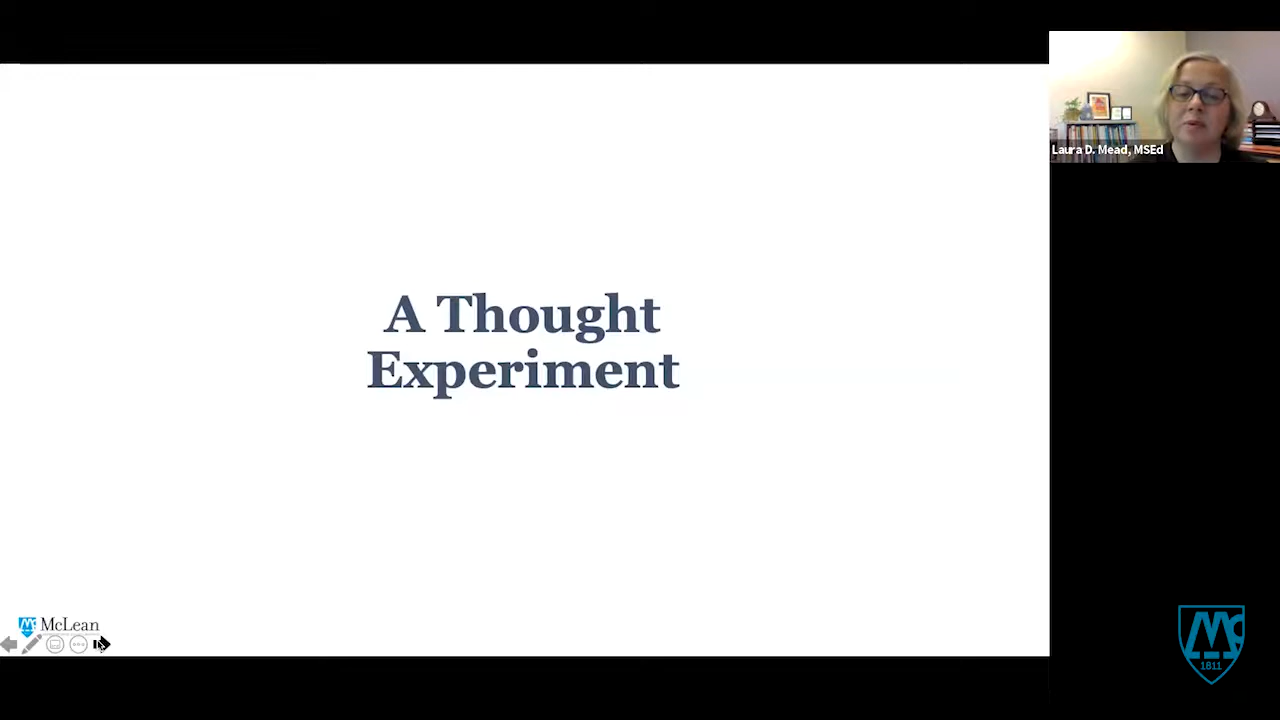 A Thought
Experiment
Laura D. Mead, MSEd
McLean
1811